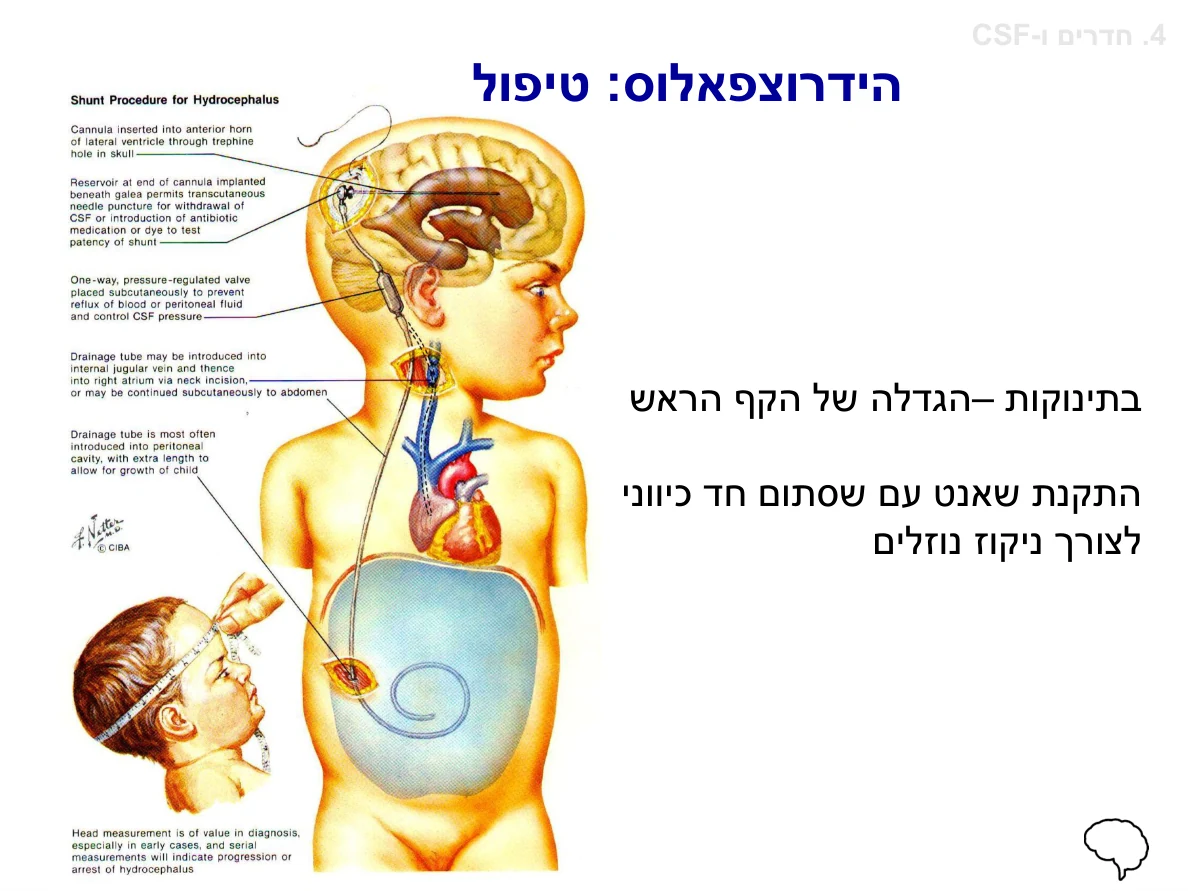 4. חדרים ו-CSF
הידרוצפאלוס: טיפול
Shunt Procedure for Hydrocephalus
Cannula inserted into anterior horn
of lateral ventricle through trephine
hole in skull
Reservoir at end of cannula implanted
beneath galea permits transcutaneous
needle puncture for withdrawal of
CSF or introduction of antibiotic
medication or dye to test
patency of shunt
One-way, pressure-regulated valve
placed subcutaneously to prevent
reflux of blood or peritoneal fluid
and control CSF pressure
Drainage tube may be introduced into
internal jugular vein and thence
into right atrium via neck incision,
or may be continued subcutaneously to abdomen
Drainage tube is most often
introduced into peritoneal
cavity, with extra length to
allow for growth of child
F. Netter
M.D.
© CIBA
בתינוקות –הגדלה של הקף הראש
התקנת שאנט עם שסתום חד כיווני
לצורך ניקוז נוזלים
Head measurement is of value in diagnosis,
especially in early cases, and serial
measurements will indicate progression or
arrest of hydrocephalus